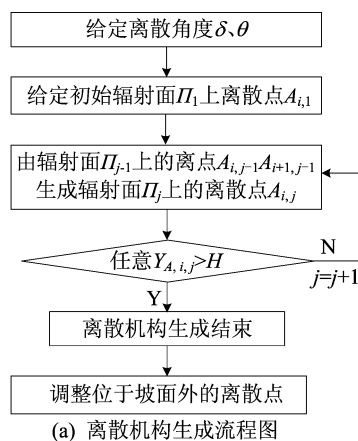 给定离散角度δ、θ
给定初始辐射面Π₁上离散点Aᵢ,₁
由辐射面Πⱼ₋₁上的离点Aᵢ,ⱼ₋₁Aᵢ₊₁,ⱼ₋₁
生成辐射面Πⱼ上的离散点Aᵢ,ⱼ
任意Y_{A, i, j}>H
N
j=j+1
Y
离散机构生成结束
调整位于坡面外的离散点
(a) 离散机构生成流程图